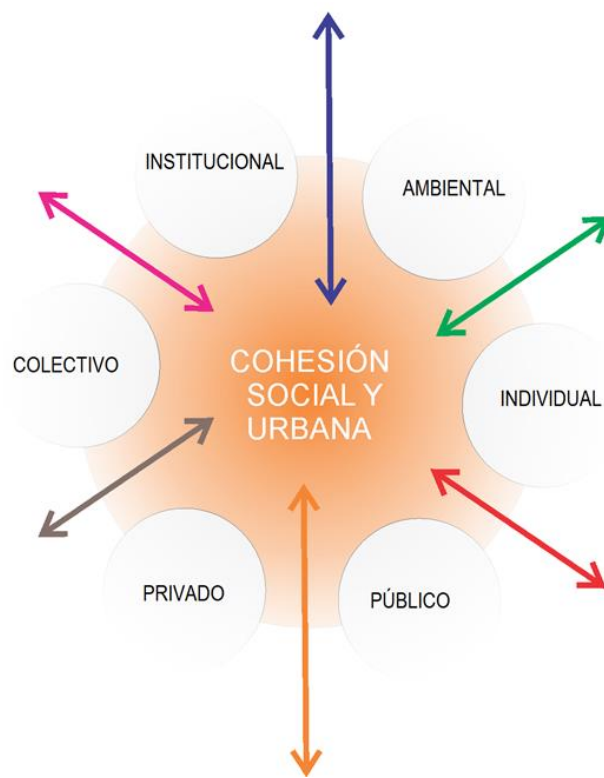 INSTITUCIONAL
AMBIENTAL
COLECTIVO
COHESIÓN
SOCIAL Y
URBANA
INDIVIDUAL
PRIVADO
PÚBLICO